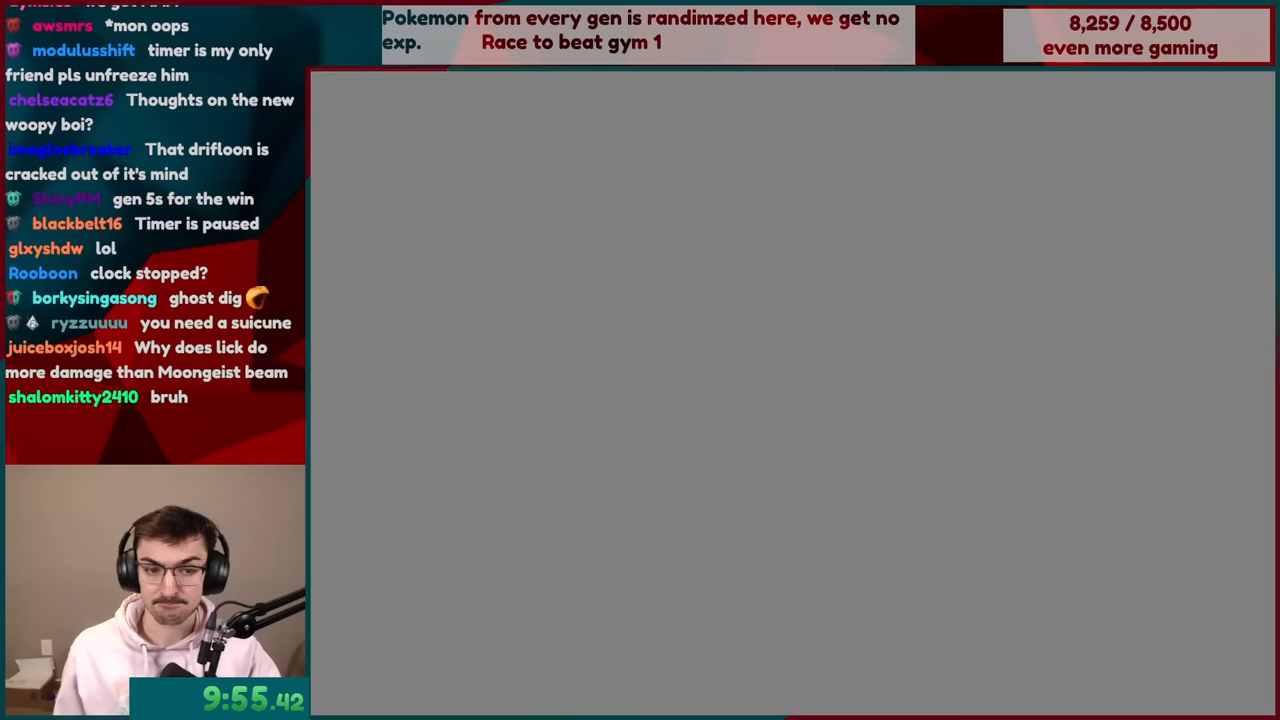 awsmrs *mon oops
modulusshift timer is my only
friend pls unfreeze him
chelseacatz6 Thoughts on the new
woopy boi?
imaginebreaker That drifloon is
cracked out of it's mind
ShinyRM gen 5s for the win
blackbelt16 Timer is paused
glxyshdw lol
Rooboon clock stopped?
borkysingasong ghost dig
ryzzuuuu you need a suicune
juiceboxjosh14 Why does lick do
more damage than Moongeist beam
shalomkitty2410 bruh
Pokemon from every gen is randimzed here, we get no
exp. Race to beat gym 1
8,259 / 8,500
even more gaming
9:55.42